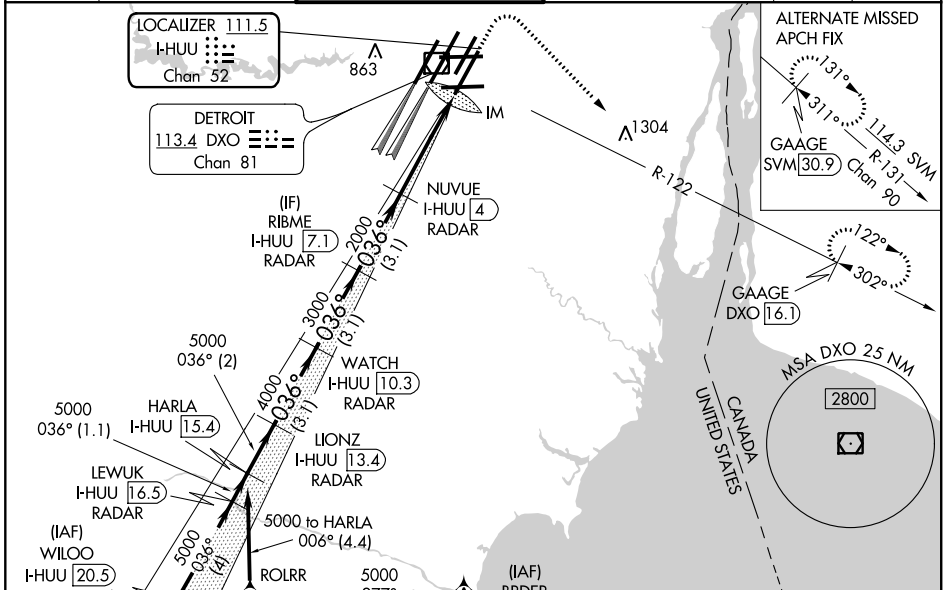 LOCALIZER 111.5
I-HUU
Chan 52
863
DETROIT
113.4 DXO
Chan 81
IM
1304
ALTERNATE MISSED
APCH FIX
131°
311°
GAAGE
SVM 30.9
114.3 SVM
Chan 90
R-131
R-122
NUVUE
I-HUU 4
RADAR
(IF)
RIBME
I-HUU 7.1
RADAR
2000
036°
(3.1)
122°
302°
GAAGE
DXO 16.1
3000
036°
(3.1)
5000
036° (2)
WATCH
I-HUU 10.3
RADAR
MSA DXO 25 NM
2800
4000
036°
(3.1)
CANADA
UNITED STATES
5000
036° (1.1)
HARLA
I-HUU 15.4
LIONZ
I-HUU 13.4
RADAR
LEWUK
I-HUU 16.5
RADAR
5000 to HARLA
006° (4.4)
(IAF)
WILOO
I-HUU 20.5
5000
036°
(4)
ROLRR
5000
(IAF)